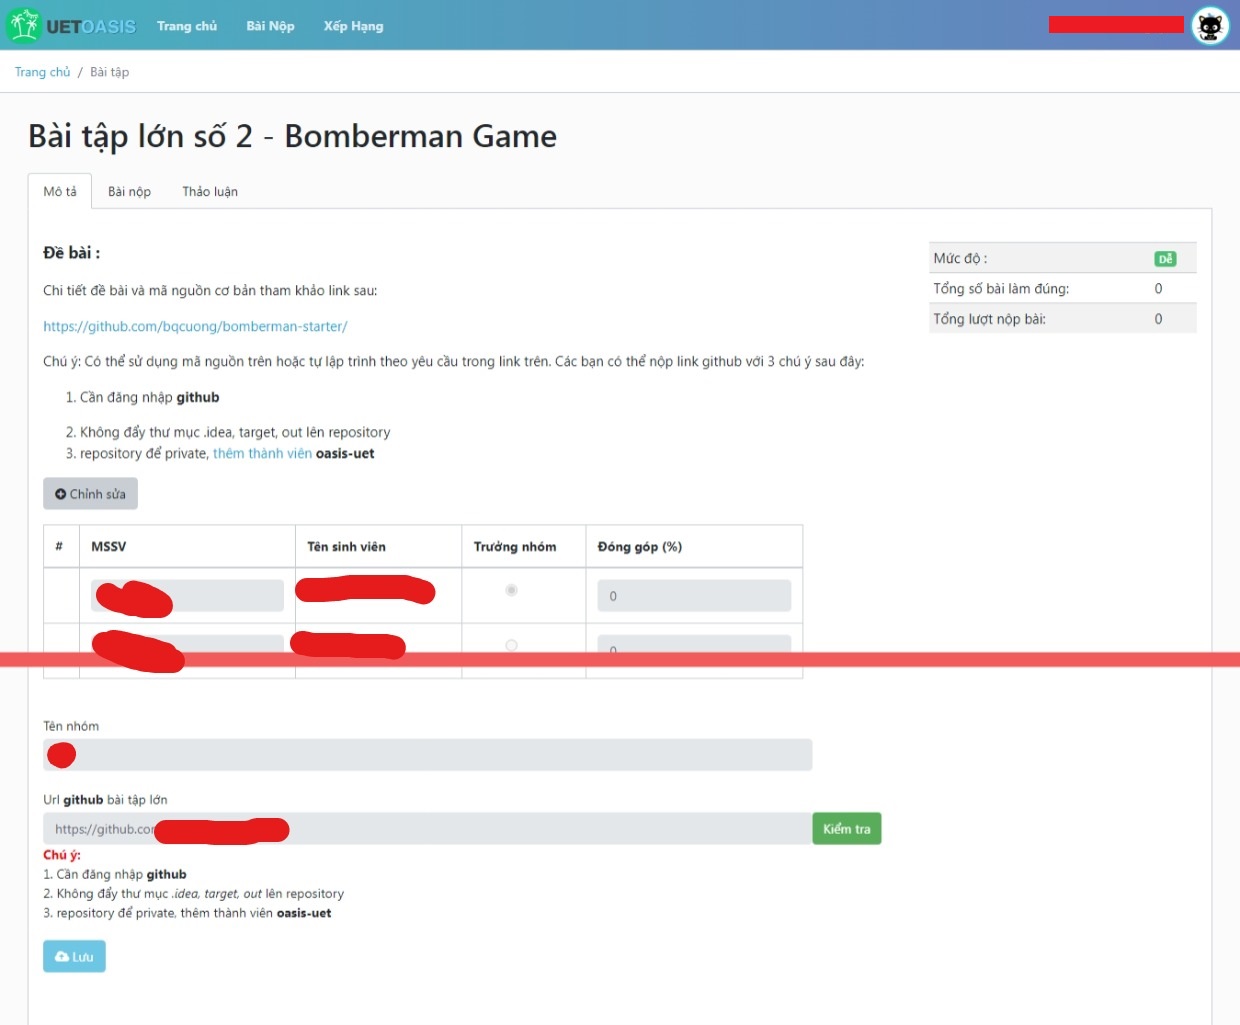 UETOASIS Trang chủ Bài Nộp Xếp Hạng
Trang chủ / Bài tập
Bài tập lớn số 2 - Bomberman Game
Mô tả Bài nộp Thảo luận
Đề bài :
Chi tiết đề bài và mã nguồn cơ bản tham khảo link sau:
https://github.com/bqcuong/bomberman-starter/
Chú ý: Có thể sử dụng mã nguồn trên hoặc tự lập trình theo yêu cầu trong link trên. Các bạn có thể nộp link github với 3 chú ý sau đây:
1. Cần đăng nhập github
2. Không đẩy thư mục .idea, target, out lên repository
3. repository để private, thêm thành viên oasis-uet
Mức độ : Dễ
Tổng số bài làm đúng: 0
Tổng lượt nộp bài: 0
Chỉnh sửa
# MSSV Tên sinh viên Trưởng nhóm Đóng góp (%)
0
0
Tên nhóm
Url github bài tập lớn
https://github.co
Kiểm tra
Chú ý:
1. Cần đăng nhập github
2. Không đẩy thư mục .idea, target, out lên repository
3. repository để private, thêm thành viên oasis-uet
Lưu